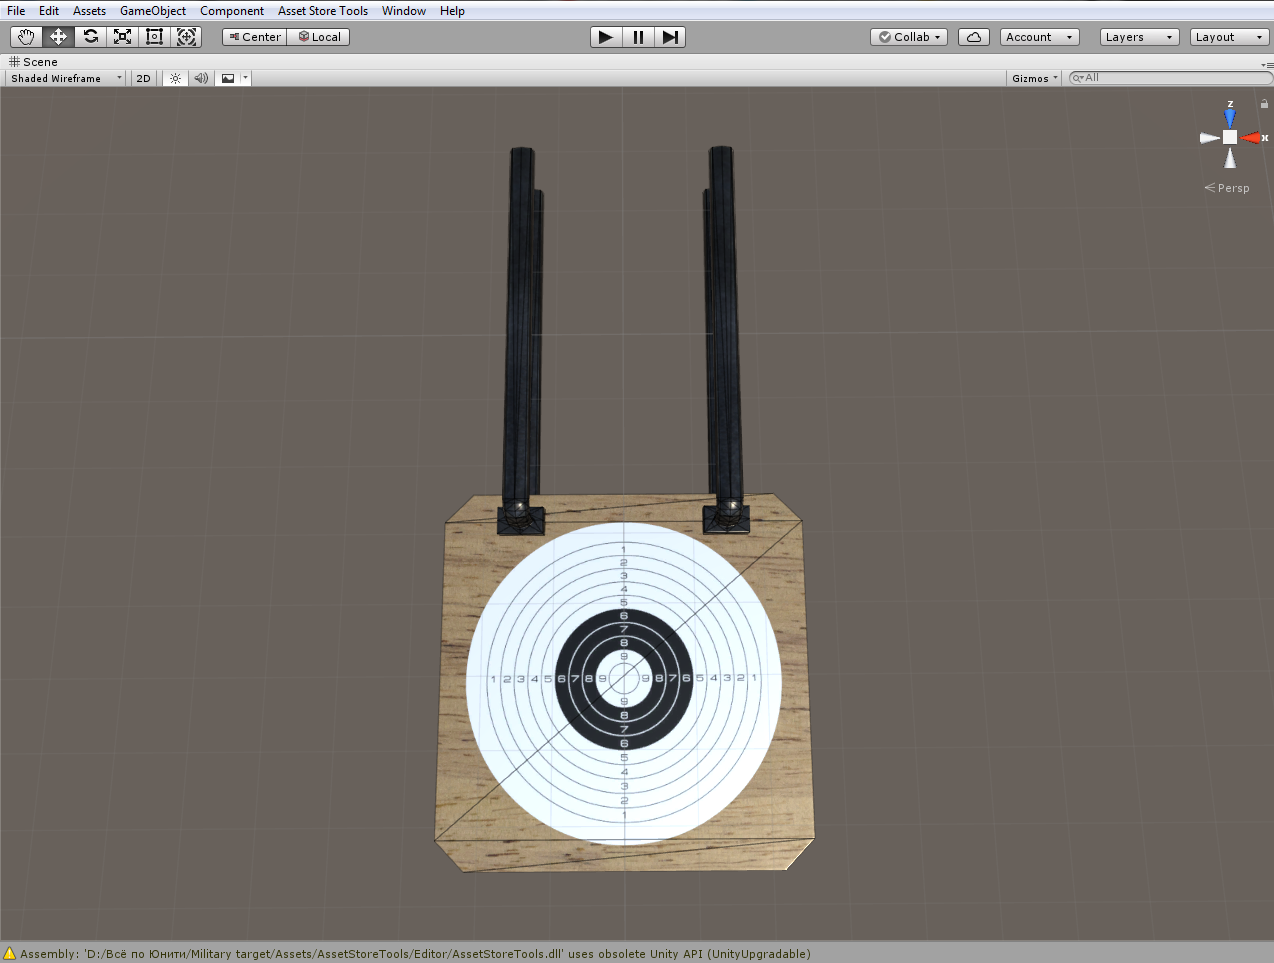 File Edit Assets GameObject Component Asset Store Tools Window Help
Center Local Collab Account Layers Layout
Scene
Shaded Wireframe 2D Gizmos All
z
x
Persp
1
2
3
4
5
6
7
8
9
1 2 3 4 5 6 7 8 9 9 8 7 6 5 4 3 2 1
9
8
7
6
5
4
3
2
1
Assembly: 'D:/Всё по Юнити/Military target/Assets/AssetStoreTools/Editor/AssetStoreTools.dll' uses obsolete Unity API (UnityUpgradable)